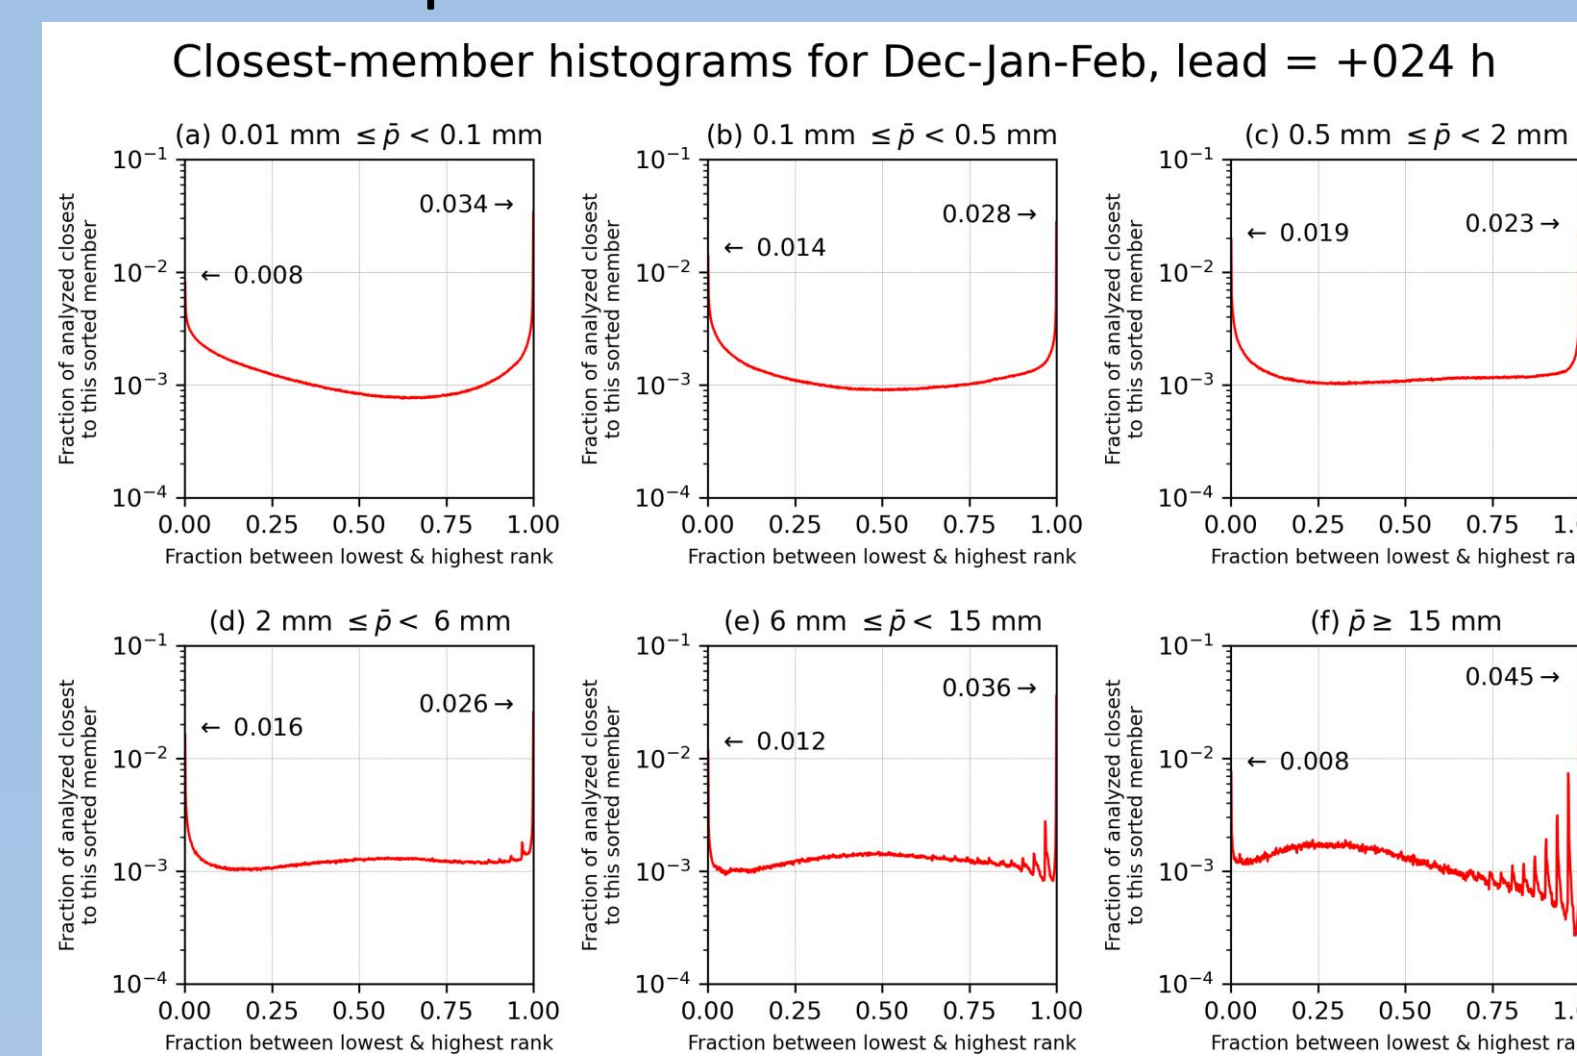 Closest-member histograms for Dec-Jan-Feb, lead = +024 h
(a) 0.01 mm ≤ p̄ < 0.1 mm
Fraction of analyzed closest
to this sorted member
10⁻¹
10⁻²
10⁻³
10⁻⁴
← 0.008
0.034 →
0.00 0.25 0.50 0.75 1.00
Fraction between lowest & highest rank
(b) 0.1 mm ≤ p̄ < 0.5 mm
Fraction of analyzed closest
to this sorted member
10⁻¹
10⁻²
10⁻³
10⁻⁴
← 0.014
0.028 →
0.00 0.25 0.50 0.75 1.00
Fraction between lowest & highest rank
(c) 0.5 mm ≤ p̄ < 2 mm
Fraction of analyzed closest
to this sorted member
10⁻¹
10⁻²
10⁻³
10⁻⁴
← 0.019
0.023 →
0.00 0.25 0.50 0.75
Fraction between lowest & highest
(d) 2 mm ≤ p̄ < 6 mm
Fraction of analyzed closest
to this sorted member
10⁻¹
10⁻²
10⁻³
10⁻⁴
← 0.016
0.026 →
0.00 0.25 0.50 0.75 1.00
Fraction between lowest & highest rank
(e) 6 mm ≤ p̄ < 15 mm
Fraction of analyzed closest
to this sorted member
10⁻¹
10⁻²
10⁻³
10⁻⁴
← 0.012
0.036 →
0.00 0.25 0.50 0.75 1.00
Fraction between lowest & highest rank
(f) p̄ ≥ 15 mm
Fraction of analyzed closest
to this sorted member
10⁻¹
10⁻²
10⁻³
10⁻⁴
← 0.008
0.045 →
0.00 0.25 0.50 0.75
Fraction between lowest & highest